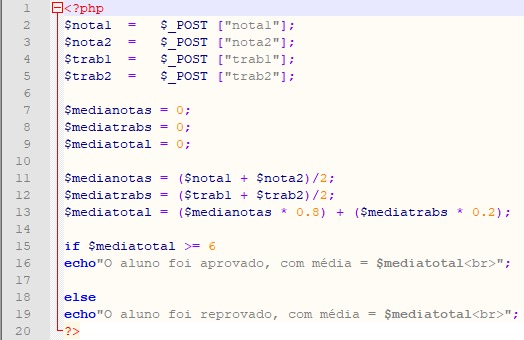 1 <?php
2 $nota1 = $_POST ["nota1"];
3 $nota2 = $_POST ["nota2"];
4 $trab1 = $_POST ["trab1"];
5 $trab2 = $_POST ["trab2"];
6
7 $medianotas = 0;
8 $mediatrabs = 0;
9 $mediatotal = 0;
10
11 $medianotas = ($nota1 + $nota2)/2;
12 $mediatrabs = ($trab1 + $trab2)/2;
13 $mediatotal = ($medianotas * 0.8) + ($mediatrabs * 0.2);
14
15 if $mediatotal >= 6
16 echo"O aluno foi aprovado, com média = $mediatotal<br>";
17
18 else
19 echo"O aluno foi reprovado, com média = $mediatotal<br>";
20 ?>